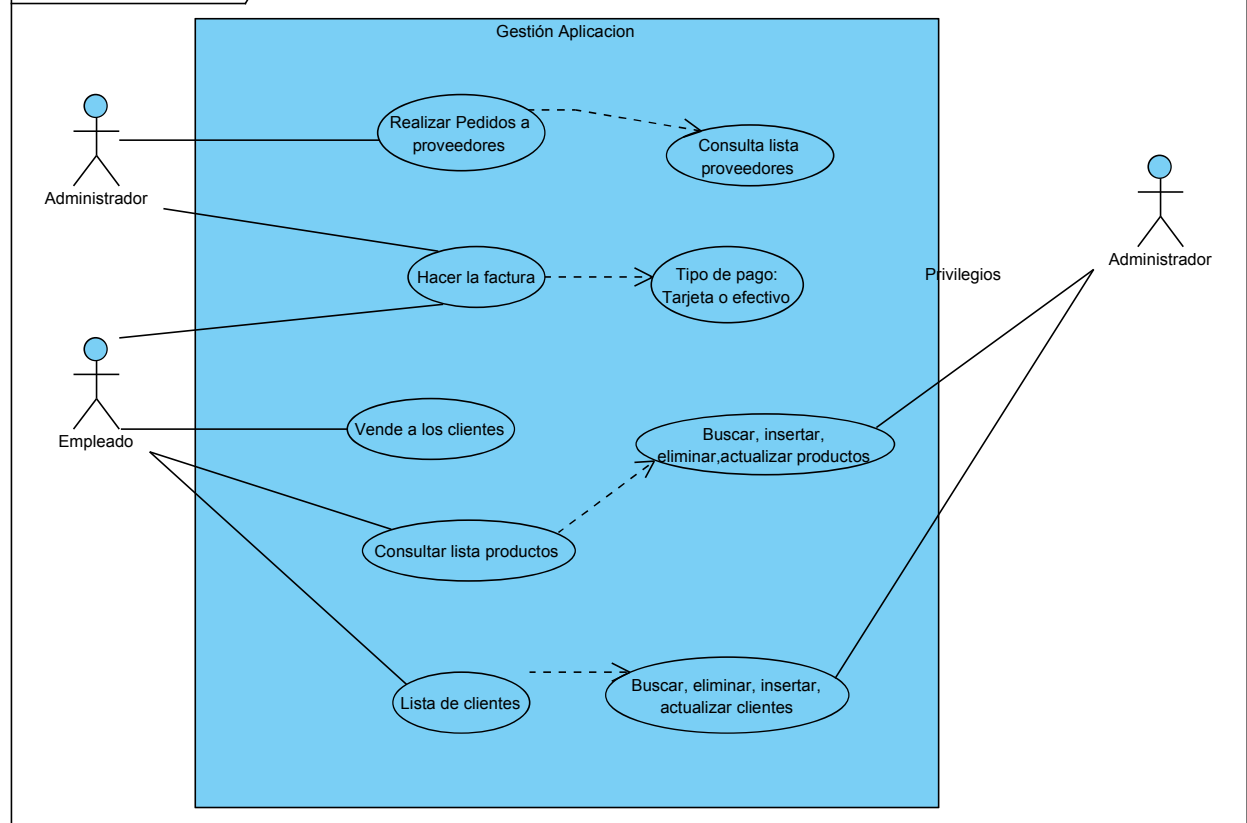 Gestión Aplicacion
Realizar Pedidos a
proveedores
Consulta lista
proveedores
Administrador
Hacer la factura
Tipo de pago:
Tarjeta o efectivo
Privilegios
Administrador
Empleado
Vende a los clientes
Buscar, insertar,
eliminar,actualizar productos
Consultar lista productos
Lista de clientes
Buscar, eliminar, insertar,
actualizar clientes